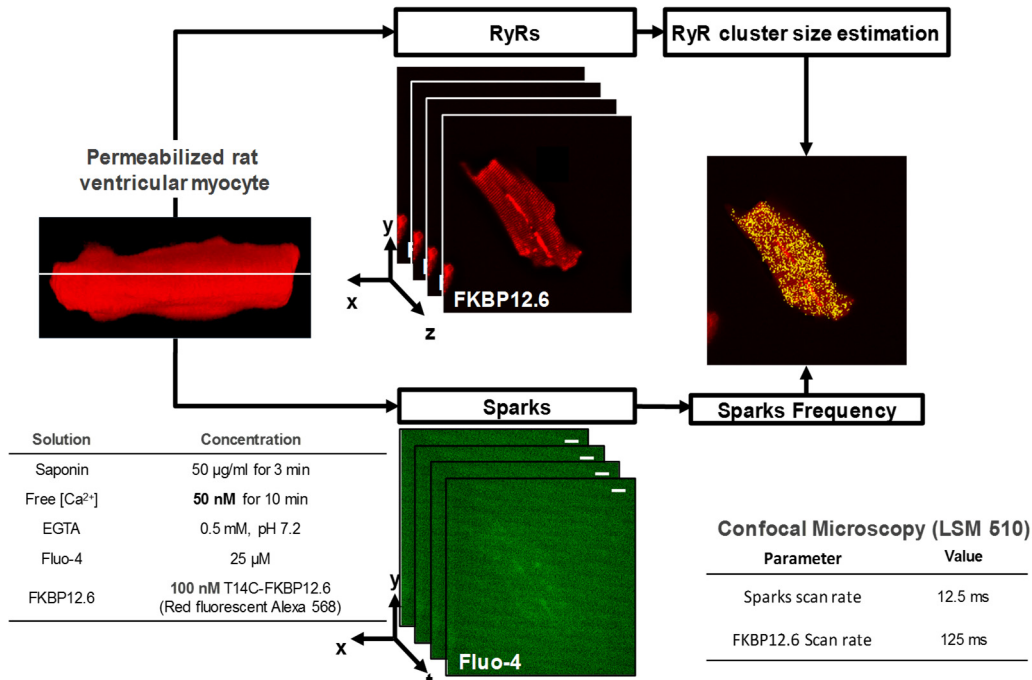 RyRs
RyR cluster size estimation
Permeabilized rat
ventricular myocyte
y
x
z
FKBP12.6
Sparks
Sparks Frequency
Solution Concentration
Saponin 50 µg/ml for 3 min
Free [Ca²⁺] 50 nM for 10 min
EGTA 0.5 mM, pH 7.2
Fluo-4 25 µM
FKBP12.6 100 nM T14C-FKBP12.6
(Red fluorescent Alexa 568)
y
x
t
Fluo-4
Confocal Microscopy (LSM 510)
Parameter Value
Sparks scan rate 12.5 ms
FKBP12.6 Scan rate 125 ms